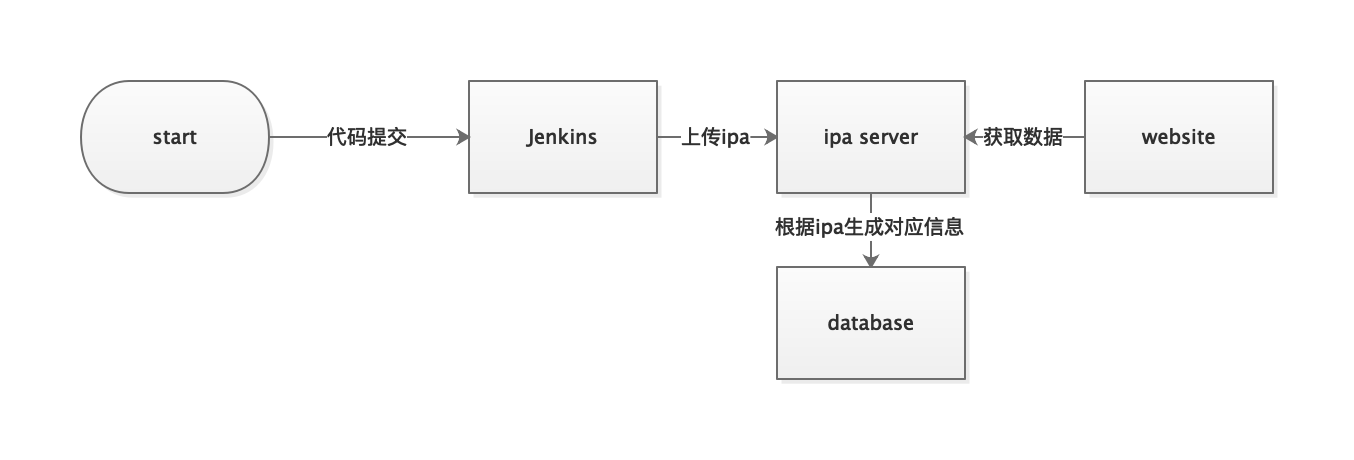 start
代码提交
Jenkins
上传ipa
ipa server
获取数据
website
根据ipa生成对应信息
database